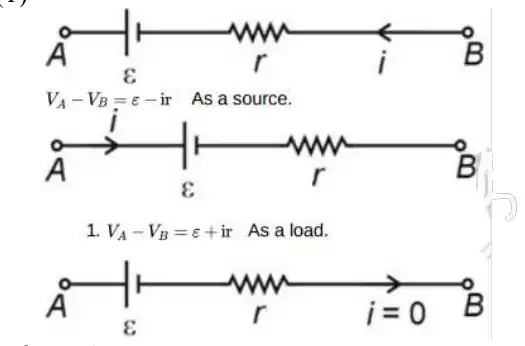 A ε r i B
V_A − V_B = ε − ir As a source.
i
A ε r B
1. V_A − V_B = ε + ir As a load.
A ε r i = 0 B